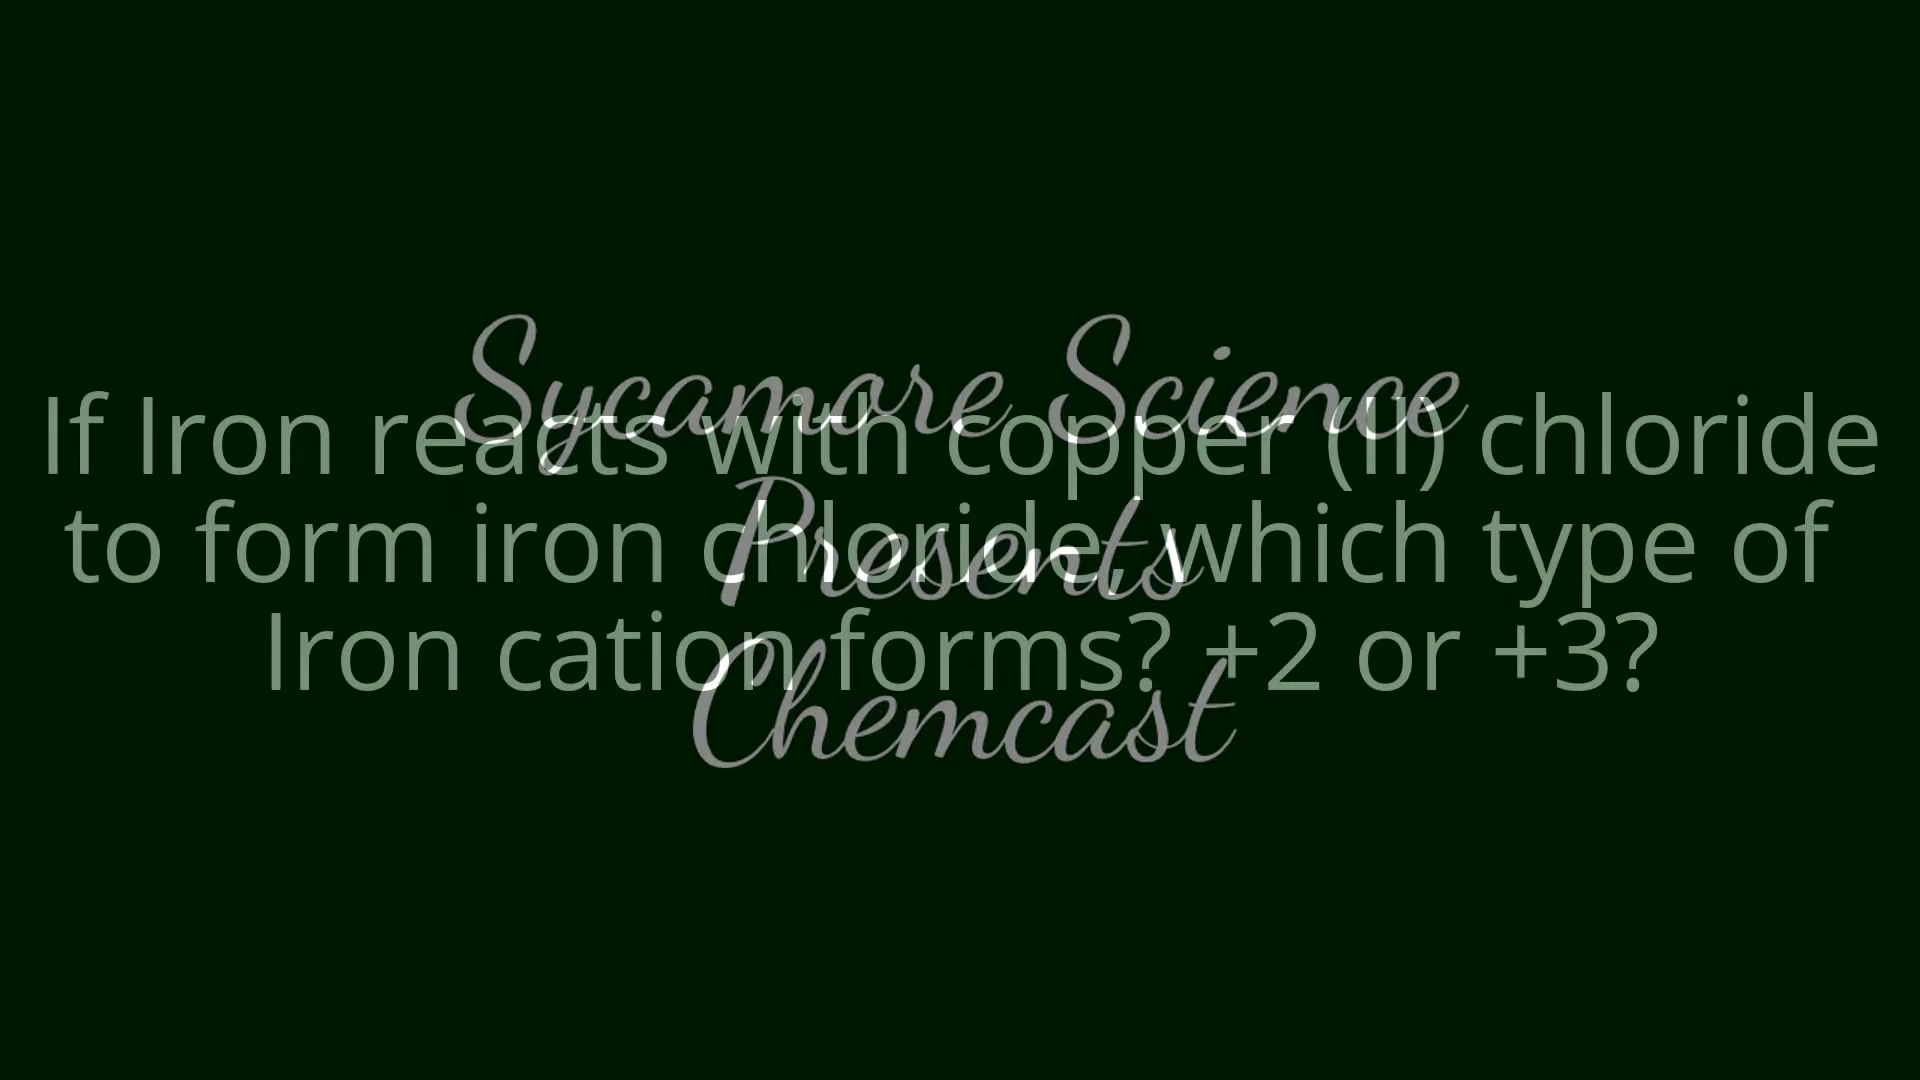 Sycamore Science
Presents
Chemcast
If Iron reacts with copper (II) chloride
to form iron chloride, which type of
Iron cation forms? +2 or +3?